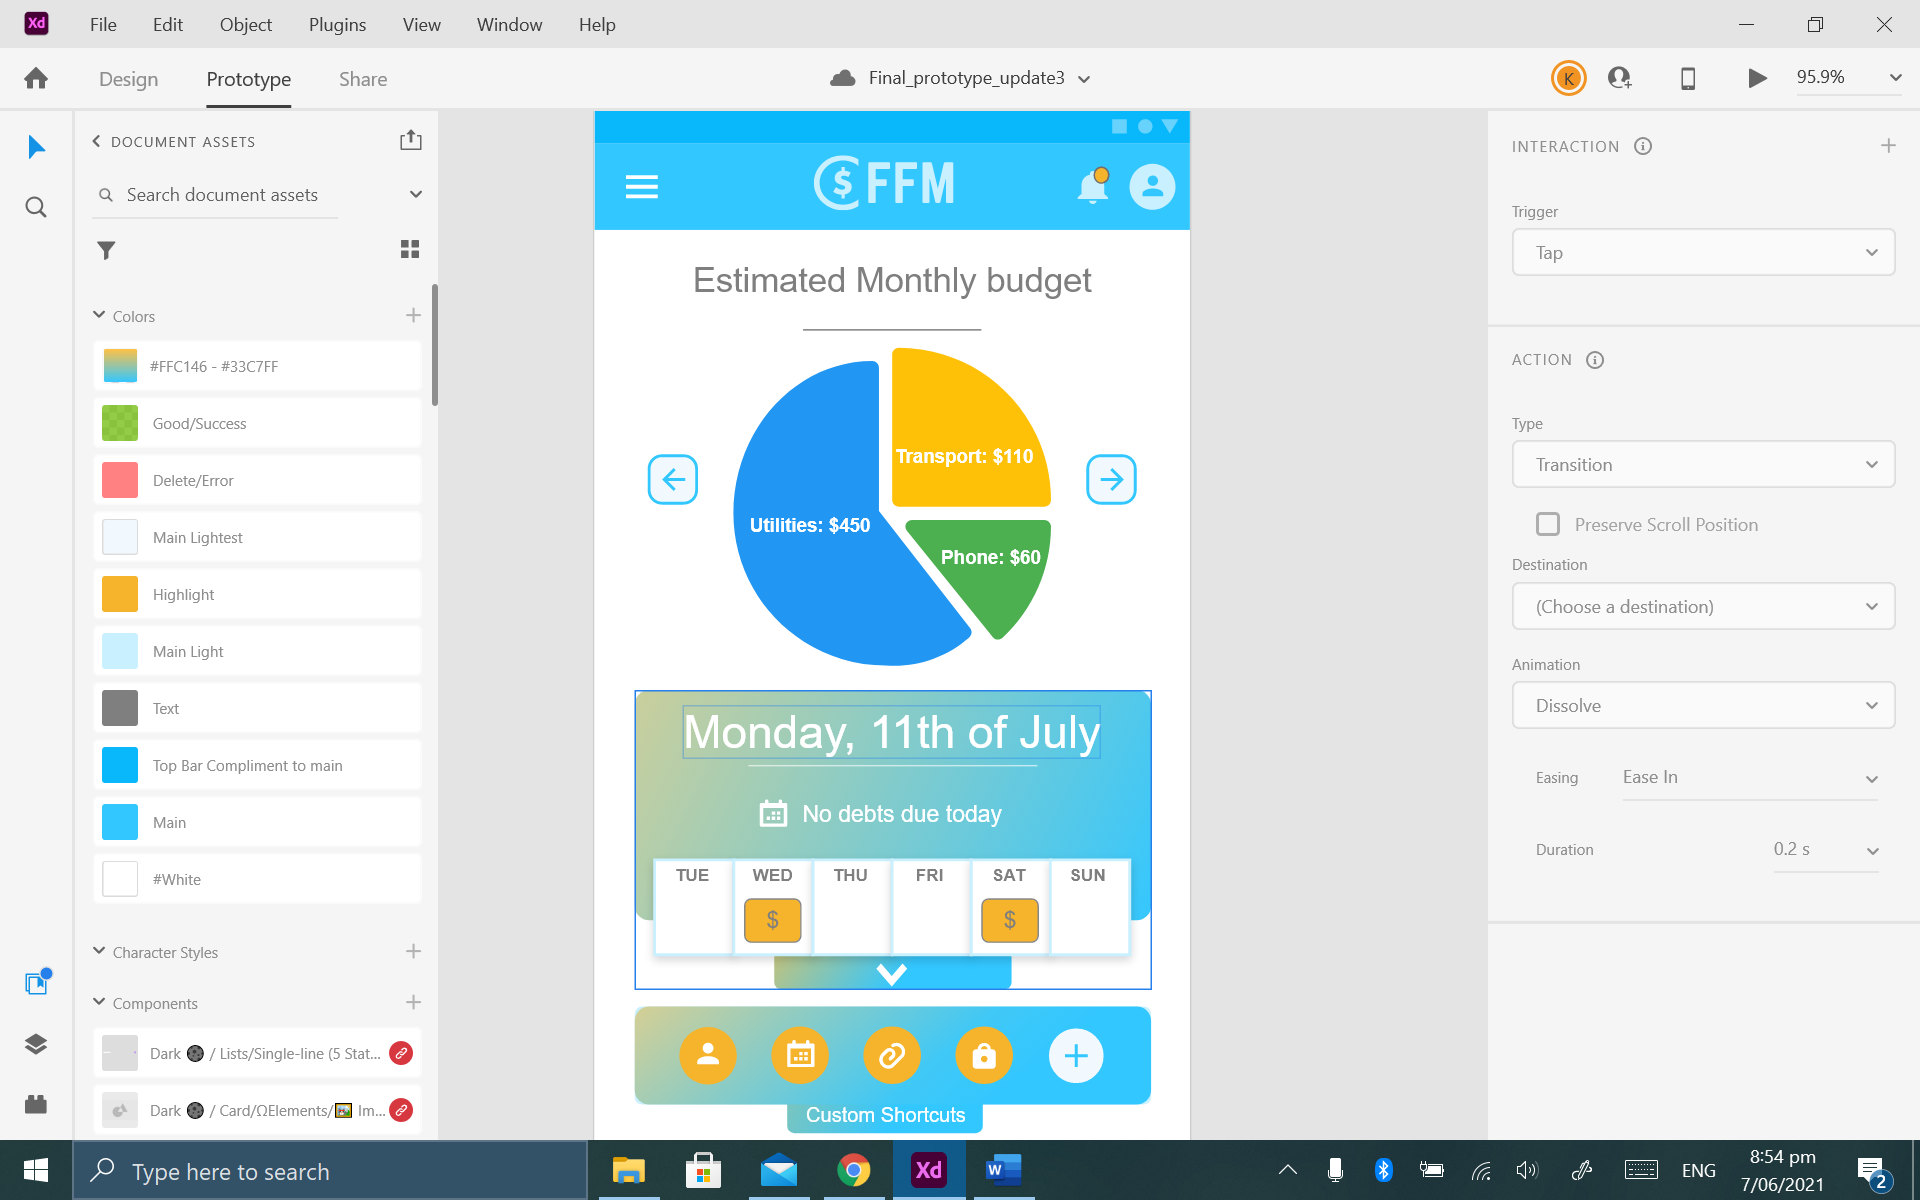 Xd File Edit Object Plugins View Window Help
Design Prototype Share Final_prototype_update3 K 95.9%
DOCUMENT ASSETS
Search document assets
Colors
#FFC146 - #33C7FF
Good/Success
Delete/Error
Main Lightest
Highlight
Main Light
Text
Top Bar Compliment to main
Main
#White
Character Styles
Components
Dark / Lists/Single-line (5 Stat...
Dark / Card/ΩElements/ Im...
$ FFM
Estimated Monthly budget
Transport: $110
Utilities: $450
Phone: $60
Monday, 11th of July
No debts due today
TUE WED THU FRI SAT SUN
$ $
Custom Shortcuts
INTERACTION
Trigger
Tap
ACTION
Type
Transition
Preserve Scroll Position
Destination
(Choose a destination)
Animation
Dissolve
Easing Ease In
Duration 0.2 s
Type here to search
Xd
W
ENG
8:54 pm
7/06/2021
2